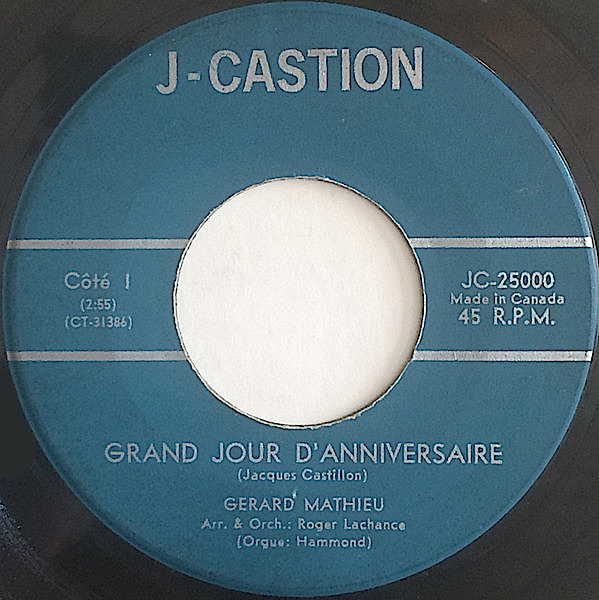 J-CASTION
Côté 1
(2:55)
(CT-31386)
JC-25000
Made in Canada
45 R.P.M.
GRAND JOUR D'ANNIVERSAIRE
(Jacques Castillon)
GERARD MATHIEU
Arr. & Orch.: Roger Lachance
(Orgue: Hammond)